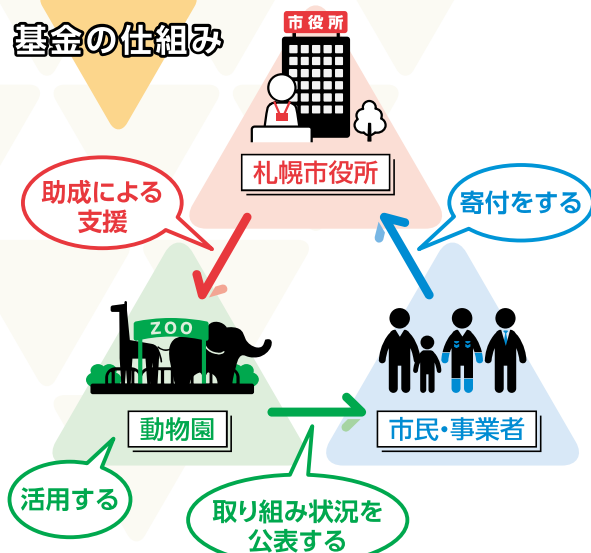 基金の仕組み
市役所
札幌市役所
助成による
支援
寄付をする
ZOO
動物園
市民・事業者
活用する
取り組み状況を
公表する